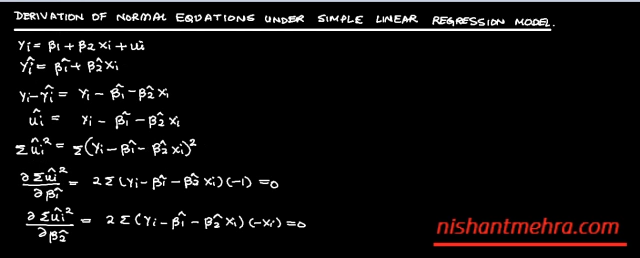 DERIVATION OF NORMAL EQUATIONS UNDER SIMPLE LINEAR REGRESSION MODEL.
Yi = β1 + β2 Xi + ui
Ŷi = β̂1 + β̂2 Xi
Yi - Ŷi = Yi - β̂1 - β̂2 Xi
ûi = Yi - β̂1 - β̂2 Xi
Σûi² = Σ(Yi - β̂1 - β̂2 Xi)²
∂Σûi²/∂β̂1 = 2Σ(Yi - β̂1 - β̂2 Xi)(-1) = 0
∂Σûi²/∂β̂2 = 2Σ(Yi - β̂1 - β̂2 Xi)(-Xi) = 0
nishantmehra.com